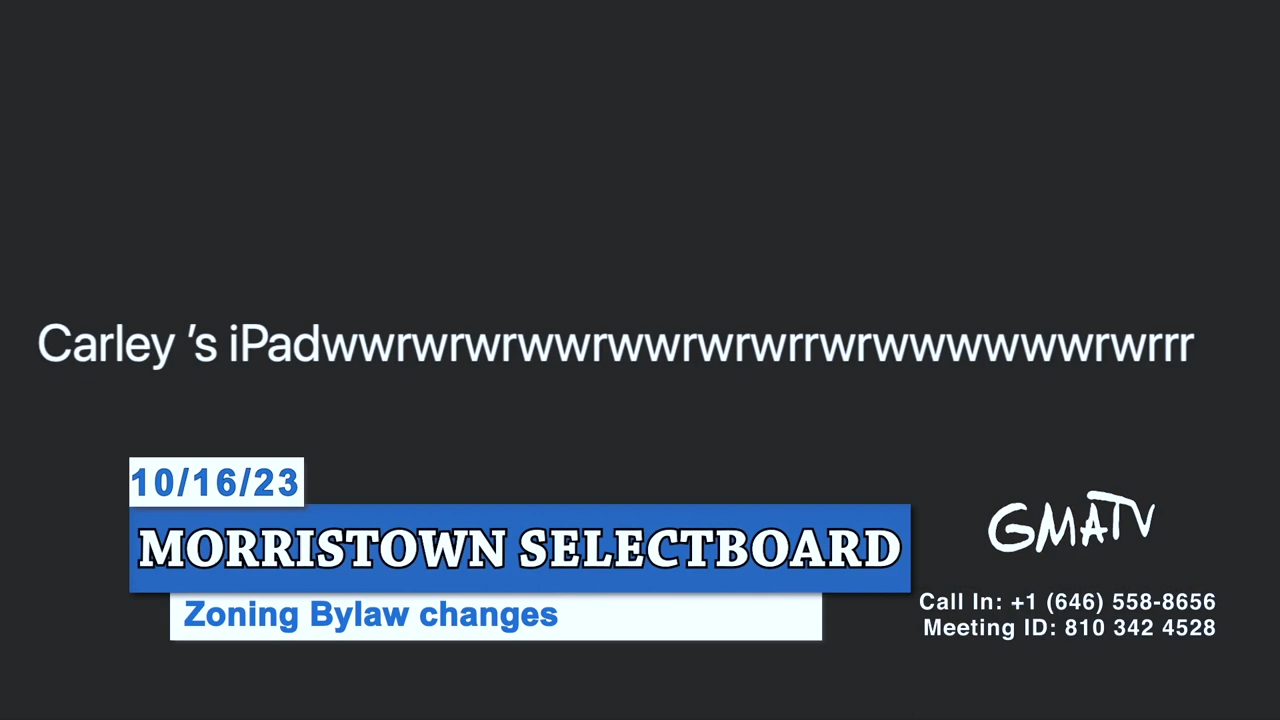 Carley 's iPadwwrwrwrwwrwwrwrwrrwrwwwwwwrwrrr
10/16/23
MORRISTOWN SELECTBOARD
Zoning Bylaw changes
GMATV
Call In: +1 (646) 558-8656
Meeting ID: 810 342 4528